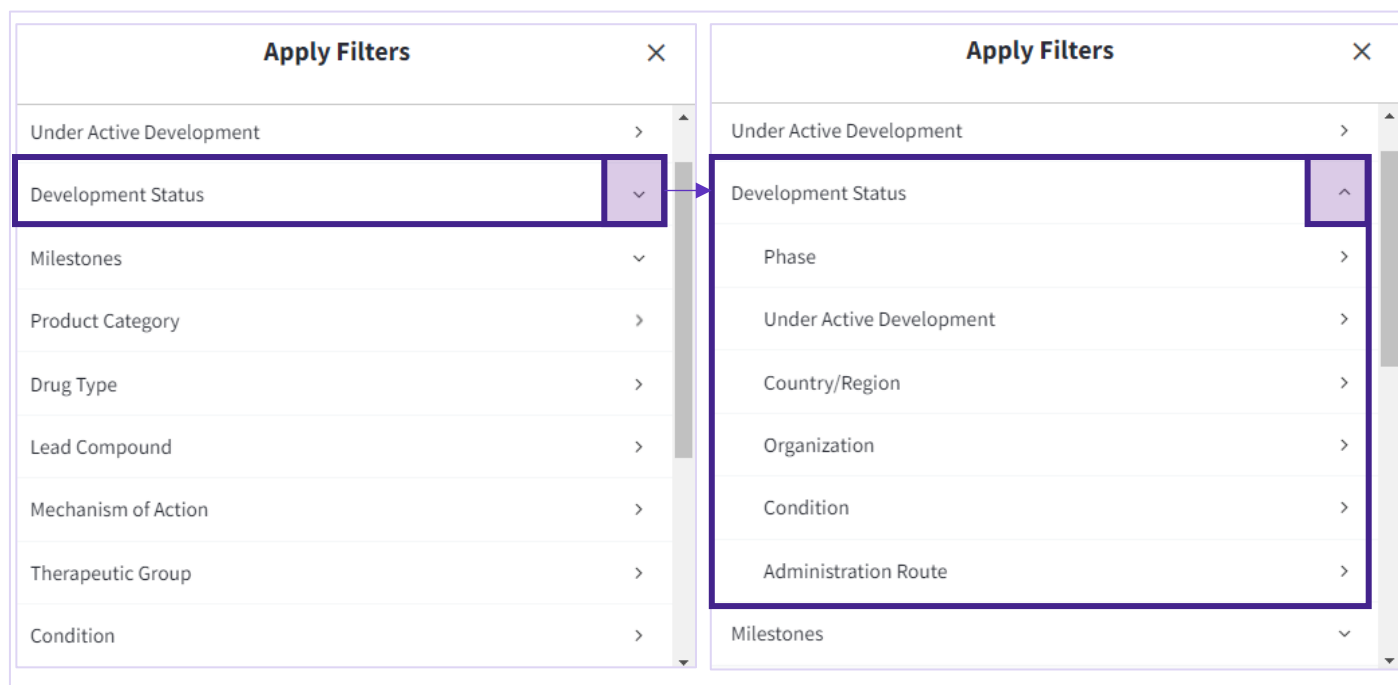 Apply Filters
Under Active Development
Development Status
Milestones
Product Category
Drug Type
Lead Compound
Mechanism of Action
Therapeutic Group
Condition
Apply Filters
Under Active Development
Development Status
Phase
Under Active Development
Country/Region
Organization
Condition
Administration Route
Milestones